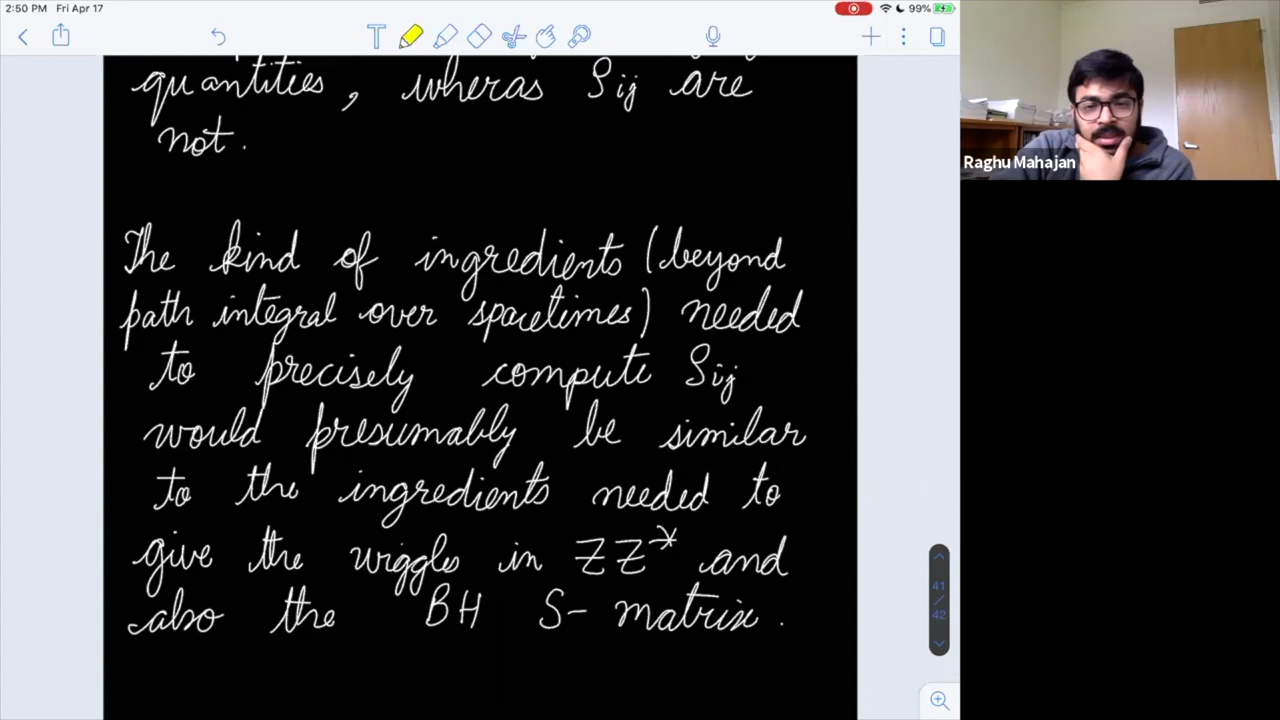 2:50 PM Fri Apr 17
99%
quantities, wheras Sij are
not.
The kind of ingredients (beyond
path integral over spacetimes) needed
to precisely compute Sij
would presumably be similar
to the ingredients needed to
give the wiggles in ZZ* and
also the BH S-matrix.
41
/
42
Raghu Mahajan